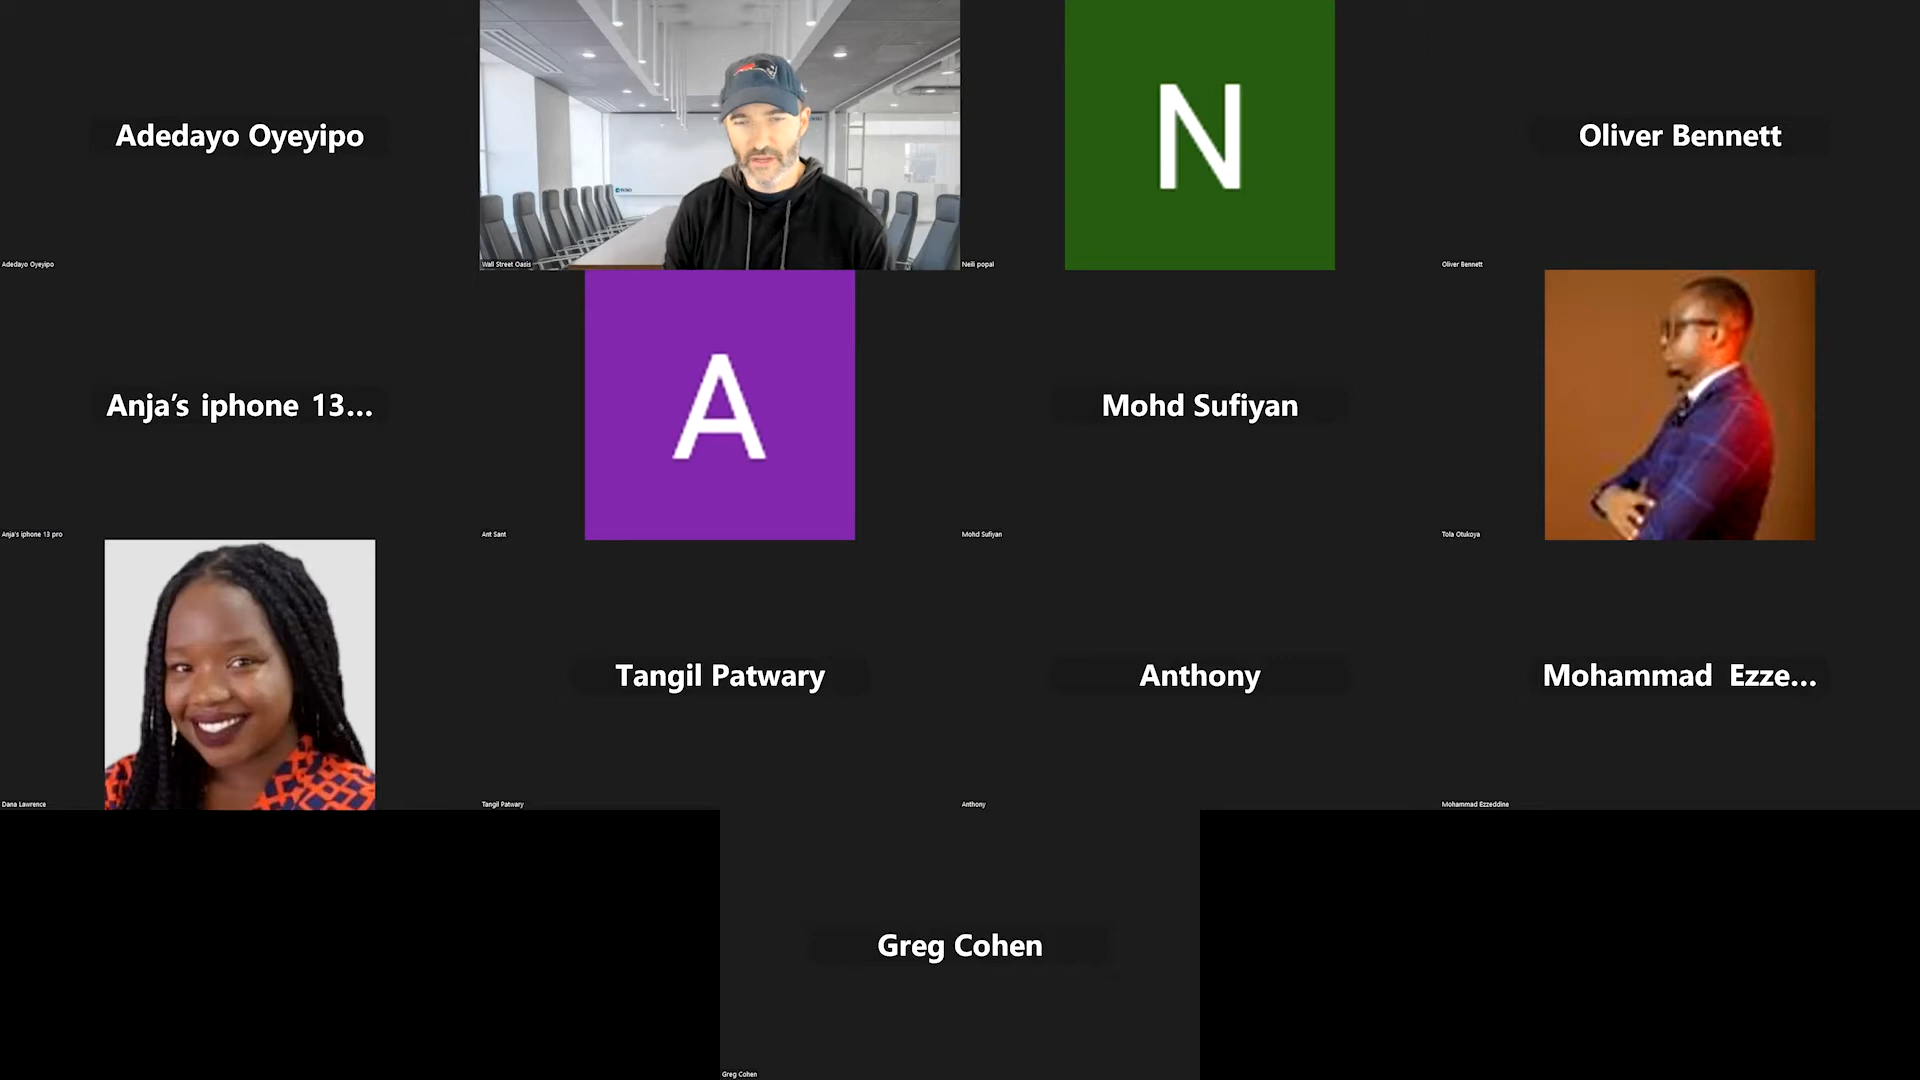 Adedayo Oyeyipo
Adedayo Oyeyipo
Wall Street Oasis
N
Neili popal
Oliver Bennett
Oliver Bennett
Anja's iphone 13...
Anja's iphone 13 pro
A
Ant Sant
Mohd Sufiyan
Mohd Sufiyan
Tola Otukoya
Dana Lawrence
Tangil Patwary
Tangil Patwary
Anthony
Anthony
Mohammad Ezze...
Mohammad Ezzeddine
Greg Cohen
Greg Cohen